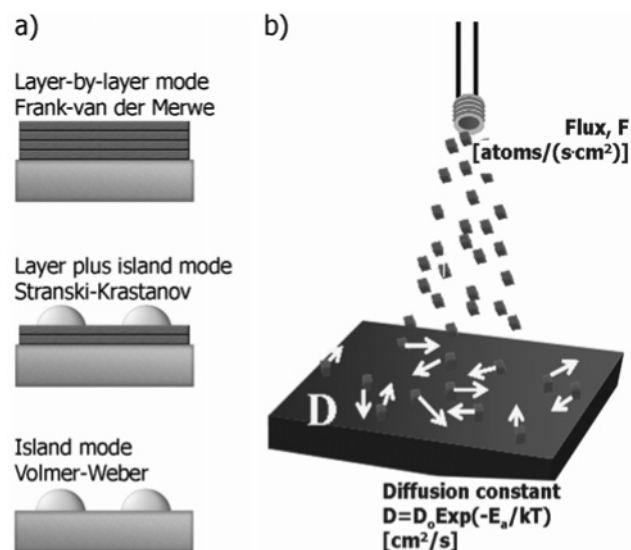 a)
Layer-by-layer mode
Frank-van der Merwe
Layer plus island mode
Stranski-Krastanov
Island mode
Volmer-Weber
b)
Flux, F
[atoms/(s·cm²)]
D
Diffusion constant
D=DₒExp(-Eₐ/kT)
[cm²/s]